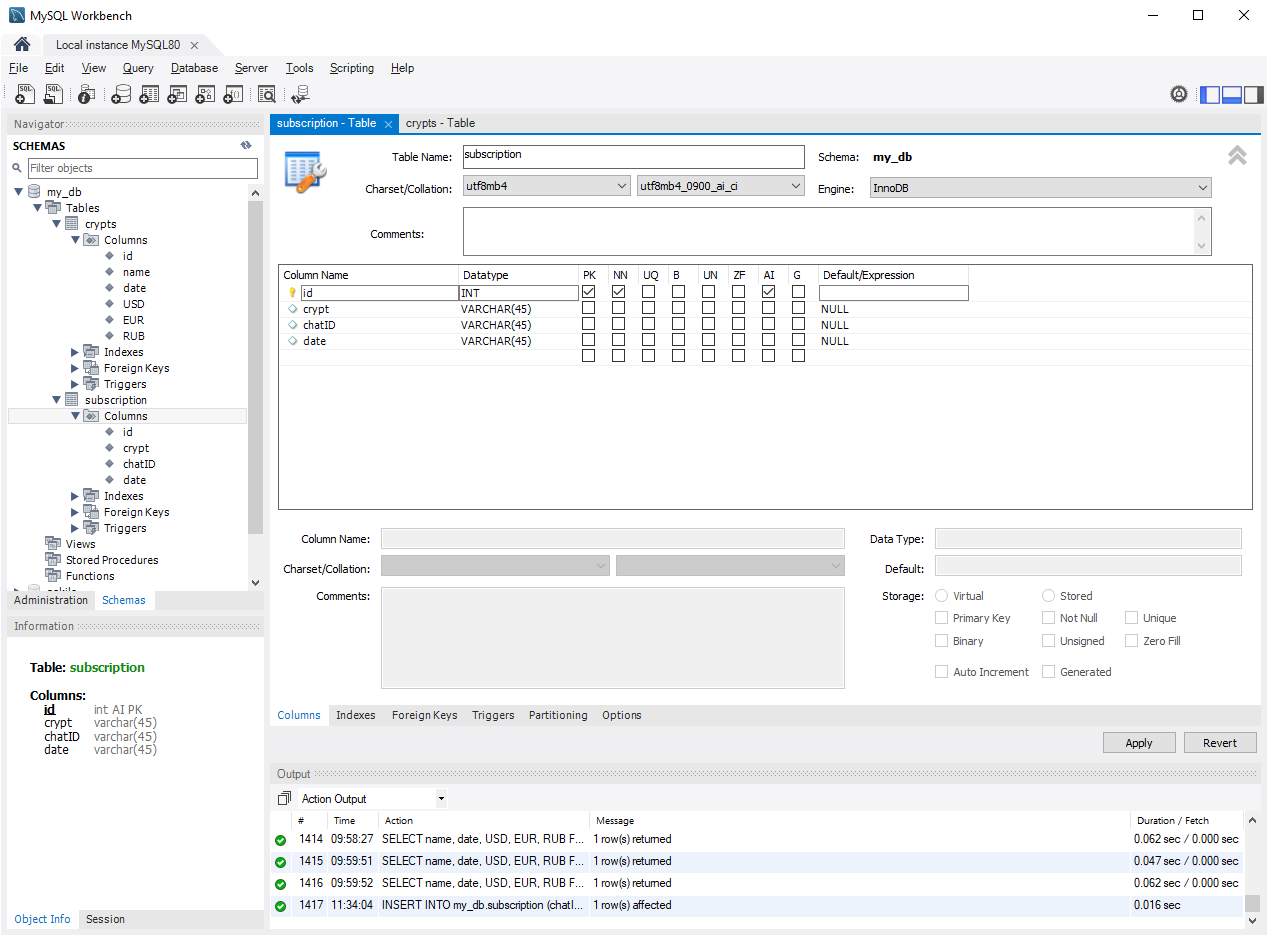 MySQL Workbench
Local instance MySQL80
File Edit View Query Database Server Tools Scripting Help
Navigator
SCHEMAS
Filter objects
my_db
Tables
crypts
Columns
id
name
date
USD
EUR
RUB
Indexes
Foreign Keys
Triggers
subscription
Columns
id
crypt
chatID
date
Indexes
Foreign Keys
Triggers
Views
Stored Procedures
Functions
Administration Schemas
Information
Table: subscription
Columns:
id int AI PK
crypt varchar(45)
chatID varchar(45)
date varchar(45)
Object Info Session
subscription - Table crypts - Table
Table Name: subscription Schema: my_db
Charset/Collation: utf8mb4 utf8mb4_0900_ai_ci Engine: InnoDB
Comments:
Column Name Datatype PK NN UQ B UN ZF AI G Default/Expression
id INT
crypt VARCHAR(45) NULL
chatID VARCHAR(45) NULL
date VARCHAR(45) NULL
Column Name: Data Type:
Charset/Collation: Default:
Comments: Storage: Virtual Stored
Primary Key Not Null Unique
Binary Unsigned Zero Fill
Auto Increment Generated
Columns Indexes Foreign Keys Triggers Partitioning Options
Apply Revert
Output
Action Output
# Time Action Message Duration / Fetch
1414 09:58:27 SELECT name, date, USD, EUR, RUB F... 1 row(s) returned 0.062 sec / 0.000 sec
1415 09:59:51 SELECT name, date, USD, EUR, RUB F... 1 row(s) returned 0.047 sec / 0.000 sec
1416 09:59:52 SELECT name, date, USD, EUR, RUB F... 1 row(s) returned 0.062 sec / 0.000 sec
1417 11:34:04 INSERT INTO my_db.subscription (chatI... 1 row(s) affected 0.016 sec